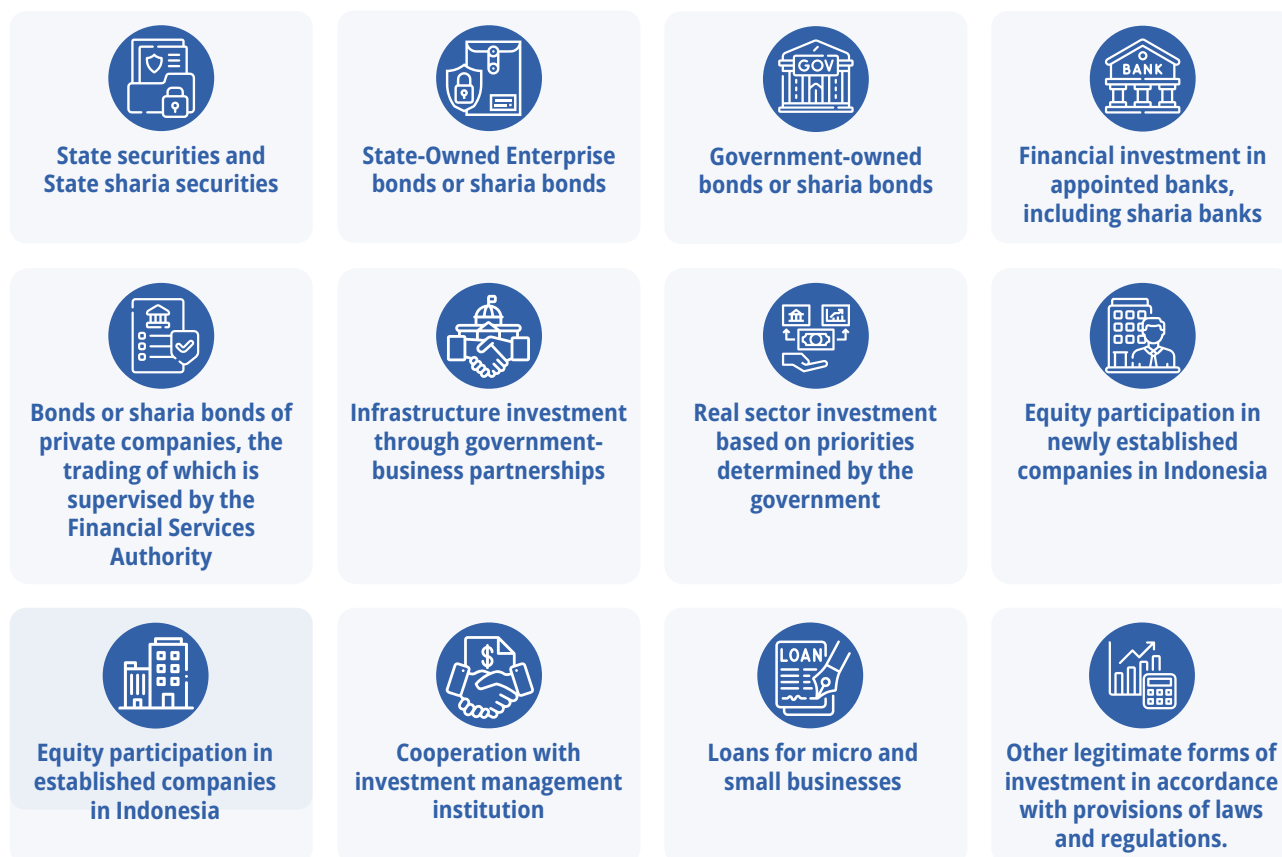 GOV
BANK
State securities and
State sharia securities
State-Owned Enterprise
bonds or sharia bonds
Government-owned
bonds or sharia bonds
Financial investment in
appointed banks,
including sharia banks
Bonds or sharia bonds of
private companies, the
trading of which is
supervised by the
Financial Services
Authority
Infrastructure investment
through government-
business partnerships
Real sector investment
based on priorities
determined by the
government
Equity participation in
newly established
companies in Indonesia
$
LOAN
Equity participation in
established companies
in Indonesia
Cooperation with
investment management
institution
Loans for micro and
small businesses
Other legitimate forms of
investment in accordance
with provisions of laws
and regulations.